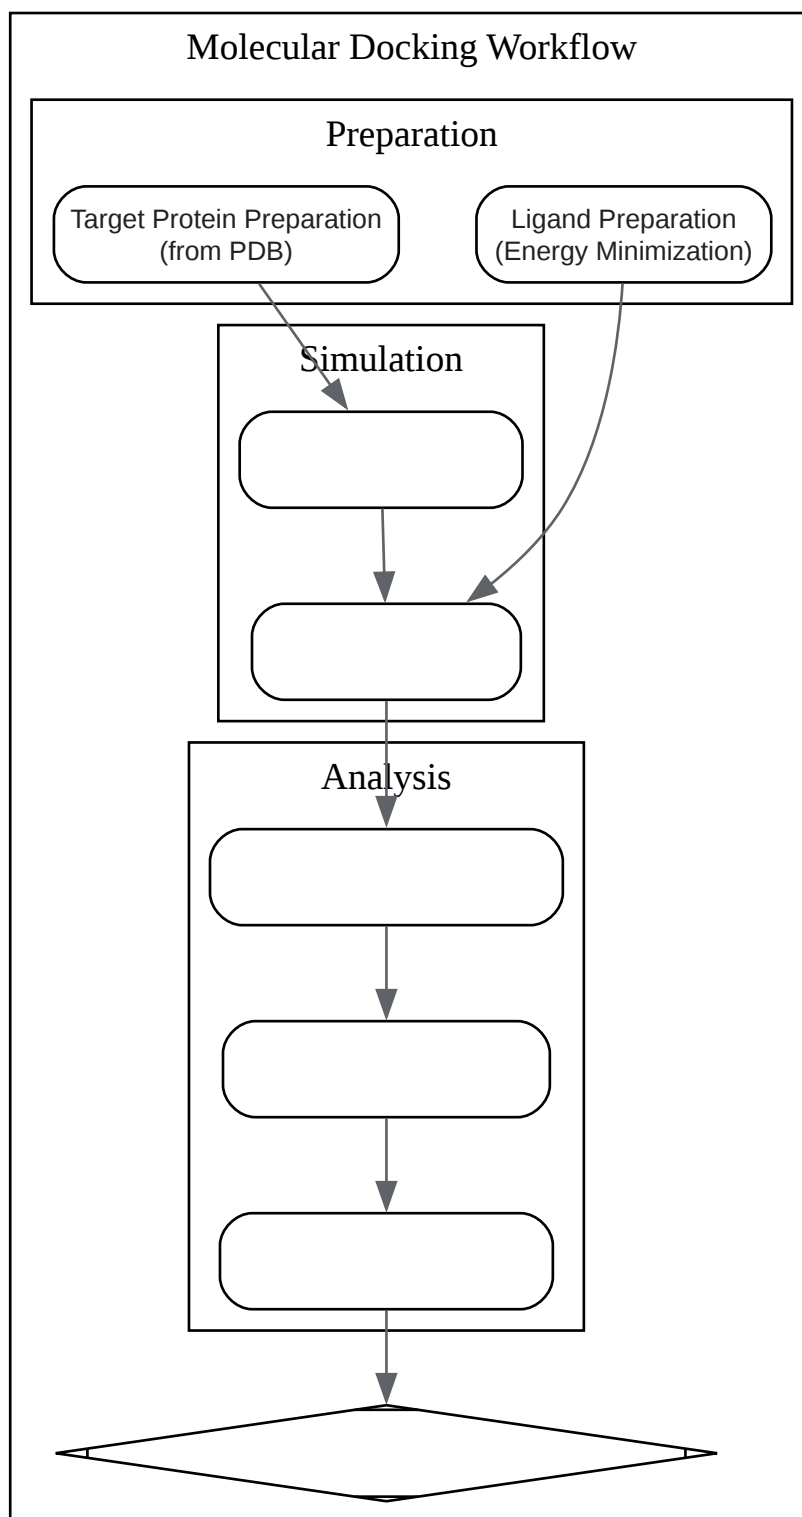 Molecular Docking Workflow
Preparation
Target Protein Preparation
(from PDB)
Ligand Preparation
(Energy Minimization)
Simulation
Analysis